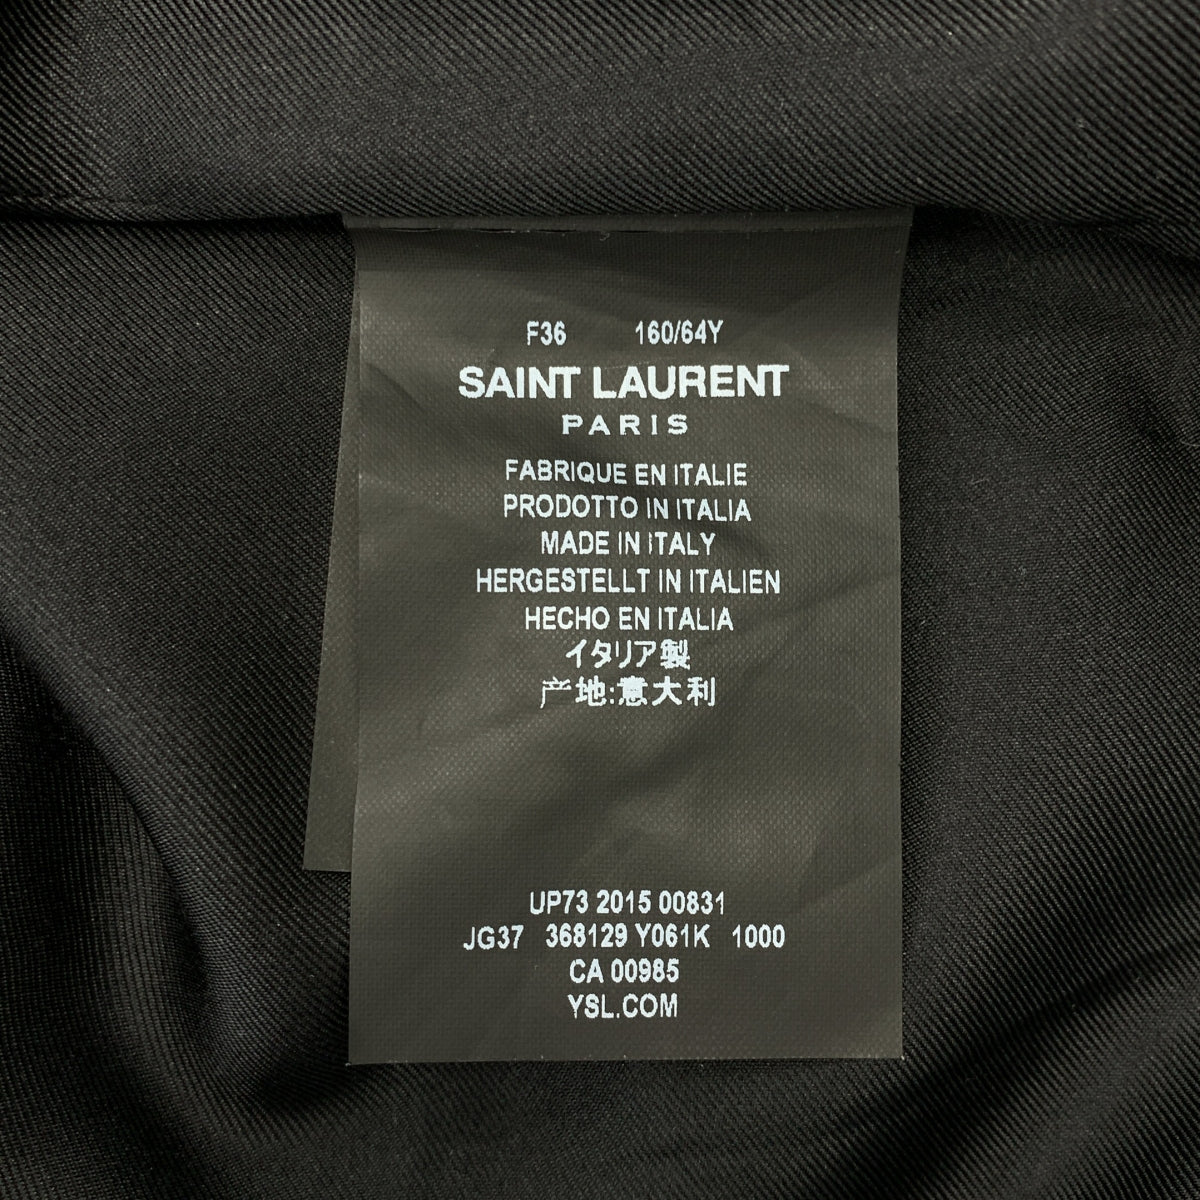 F36 160/64Y
SAINT LAURENT
PARIS
FABRIQUE EN ITALIE
PRODOTTO IN ITALIA
MADE IN ITALY
HERGESTELLT IN ITALIEN
HECHO EN ITALIA
イタリア製
产地:意大利
UP73 2015 00831
JG37 368129 Y061K 1000
CA 00985
YSL.COM